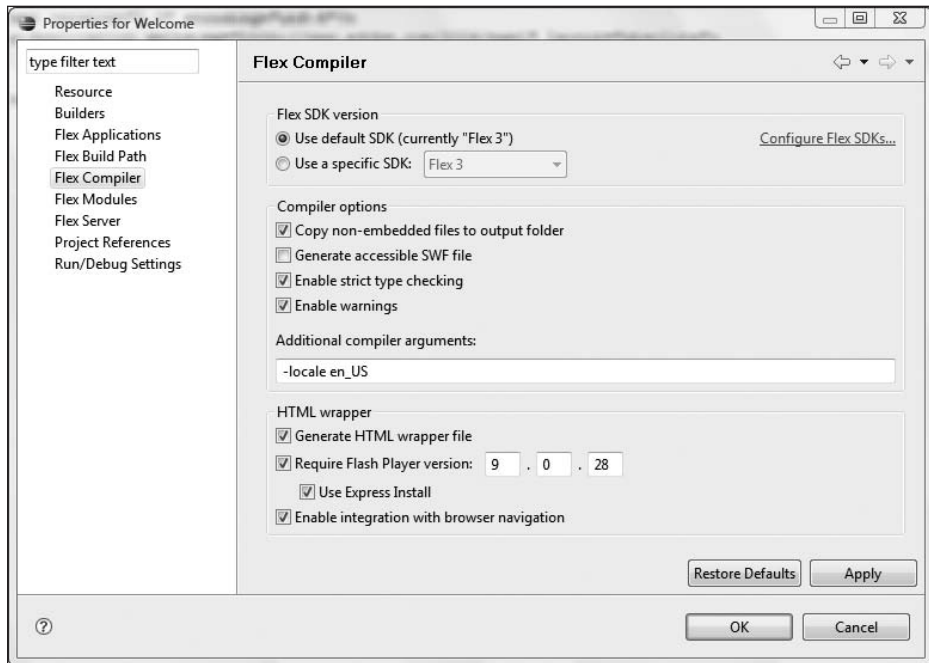 Properties for Welcome
type filter text
Resource
Builders
Flex Applications
Flex Build Path
Flex Compiler
Flex Modules
Flex Server
Project References
Run/Debug Settings
Flex Compiler
Flex SDK version
Use default SDK (currently "Flex 3")
Configure Flex SDKs...
Use a specific SDK: Flex 3
Compiler options
Copy non-embedded files to output folder
Generate accessible SWF file
Enable strict type checking
Enable warnings
Additional compiler arguments:
-locale en_US
HTML wrapper
Generate HTML wrapper file
Require Flash Player version: 9 . 0 . 28
Use Express Install
Enable integration with browser navigation
Restore Defaults Apply
? OK Cancel